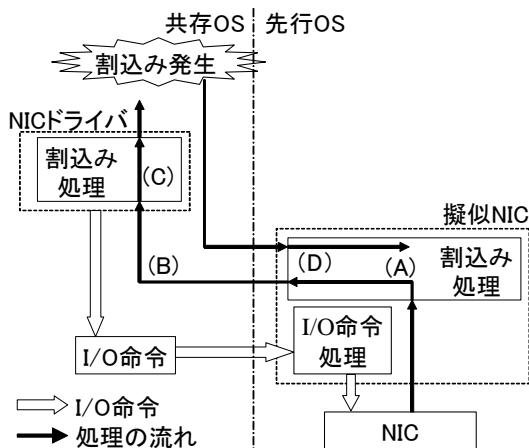 共存OS
先行OS
割込み発生
NICドライバ
割込み
処理
(C)
擬似NIC
(B)
(D)
(A)
割込み
処理
I/O命令
処理
I/O命令
I/O命令
処理の流れ
NIC